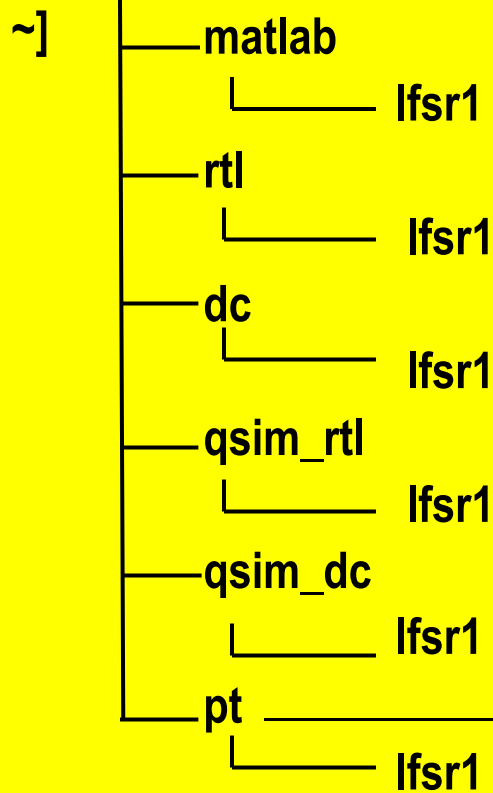 ~]
matlab
lfsr1
rtl
lfsr1
dc
lfsr1
qsim_rtl
lfsr1
qsim_dc
lfsr1
pt
lfsr1